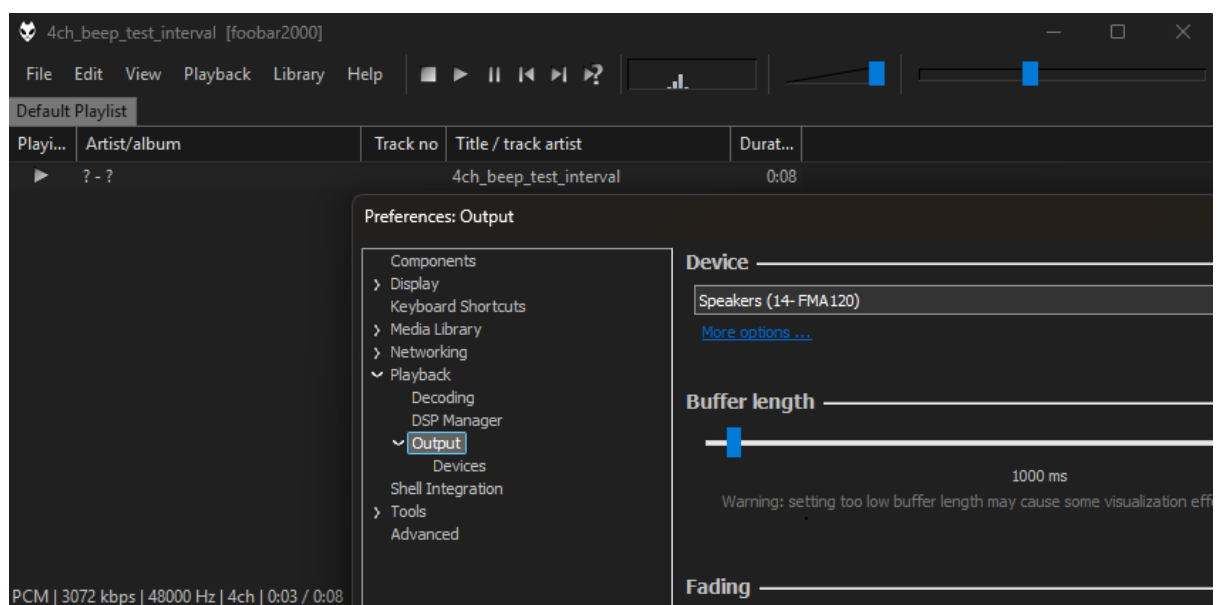 4ch_beep_test_interval [foobar2000]
File Edit View Playback Library Help
Default Playlist
Playi... Artist/album Track no Title / track artist Durat...
? - ? 4ch_beep_test_interval 0:08
Preferences: Output
Components
Display
Keyboard Shortcuts
Media Library
Networking
Playback
Decoding
DSP Manager
Output
Devices
Shell Integration
Tools
Advanced
Device
Speakers (14- FMA120)
More options ...
Buffer length
1000 ms
Warning: setting too low buffer length may cause some visualization eff
Fading
PCM | 3072 kbps | 48000 Hz | 4ch | 0:03 / 0:08